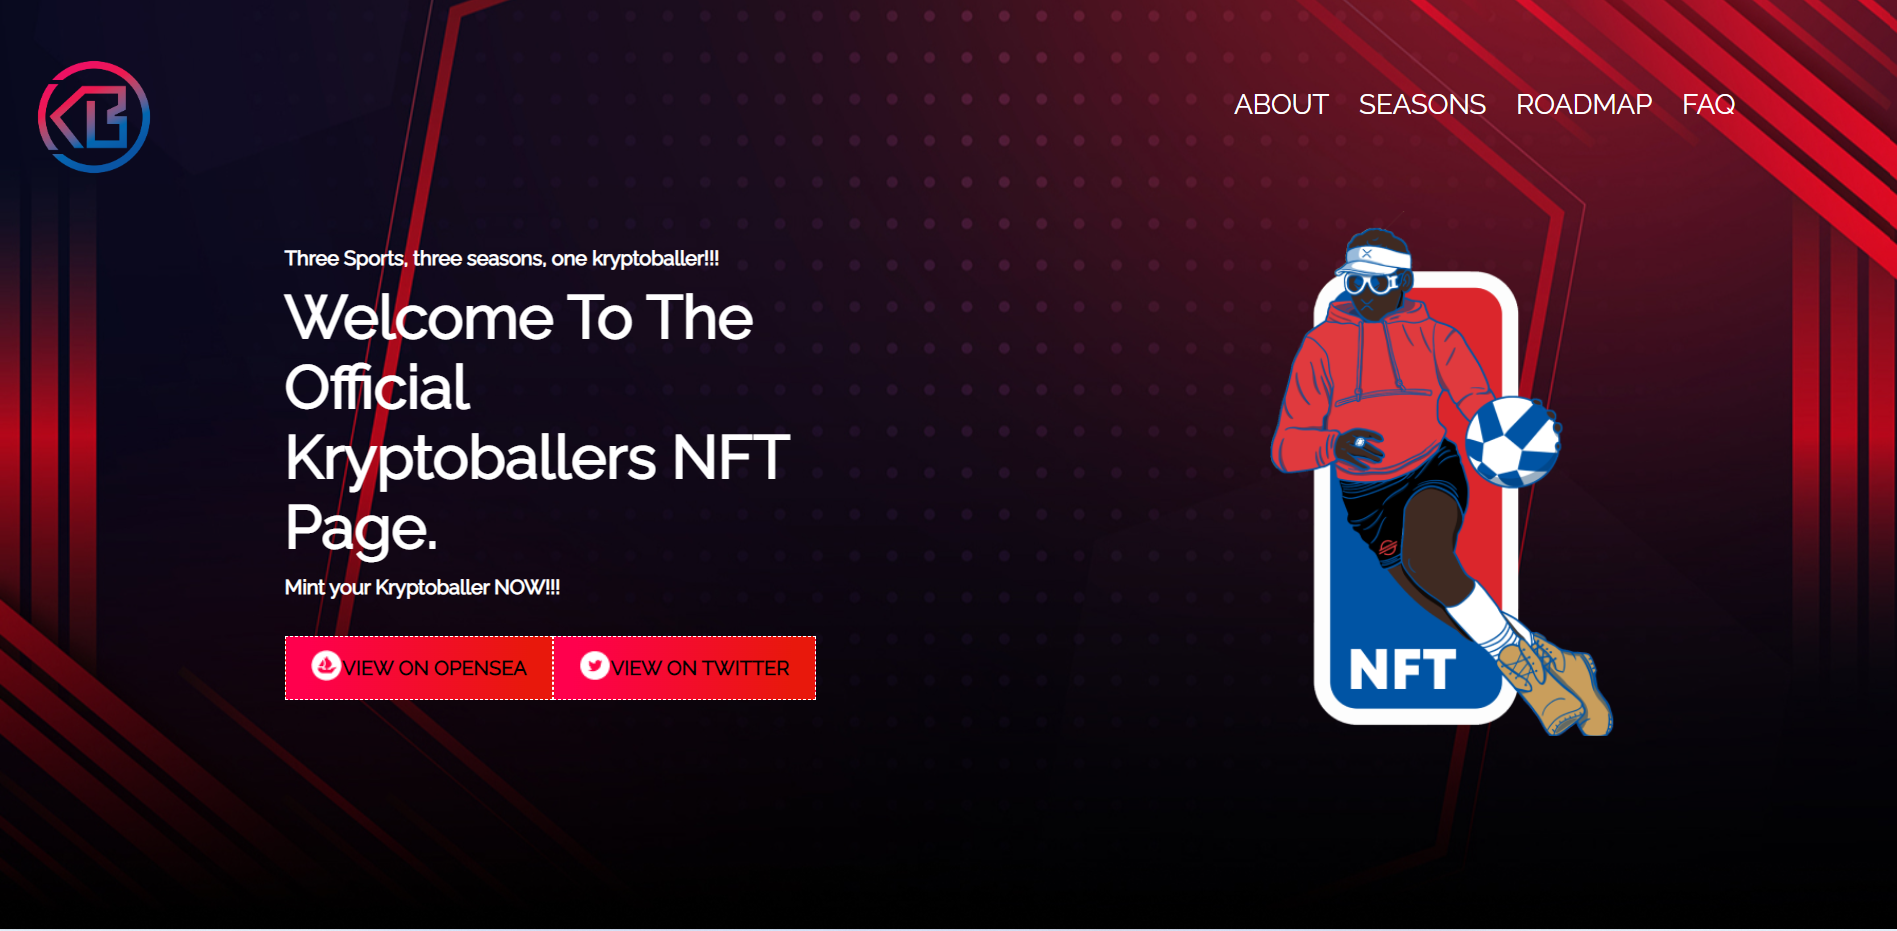 KB
ABOUT SEASONS ROADMAP FAQ
Three Sports, three seasons, one kryptoballer!!!
Welcome To The
Official
Kryptoballers NFT
Page.
Mint your Kryptoballer NOW!!!
VIEW ON OPENSEA VIEW ON TWITTER
NFT